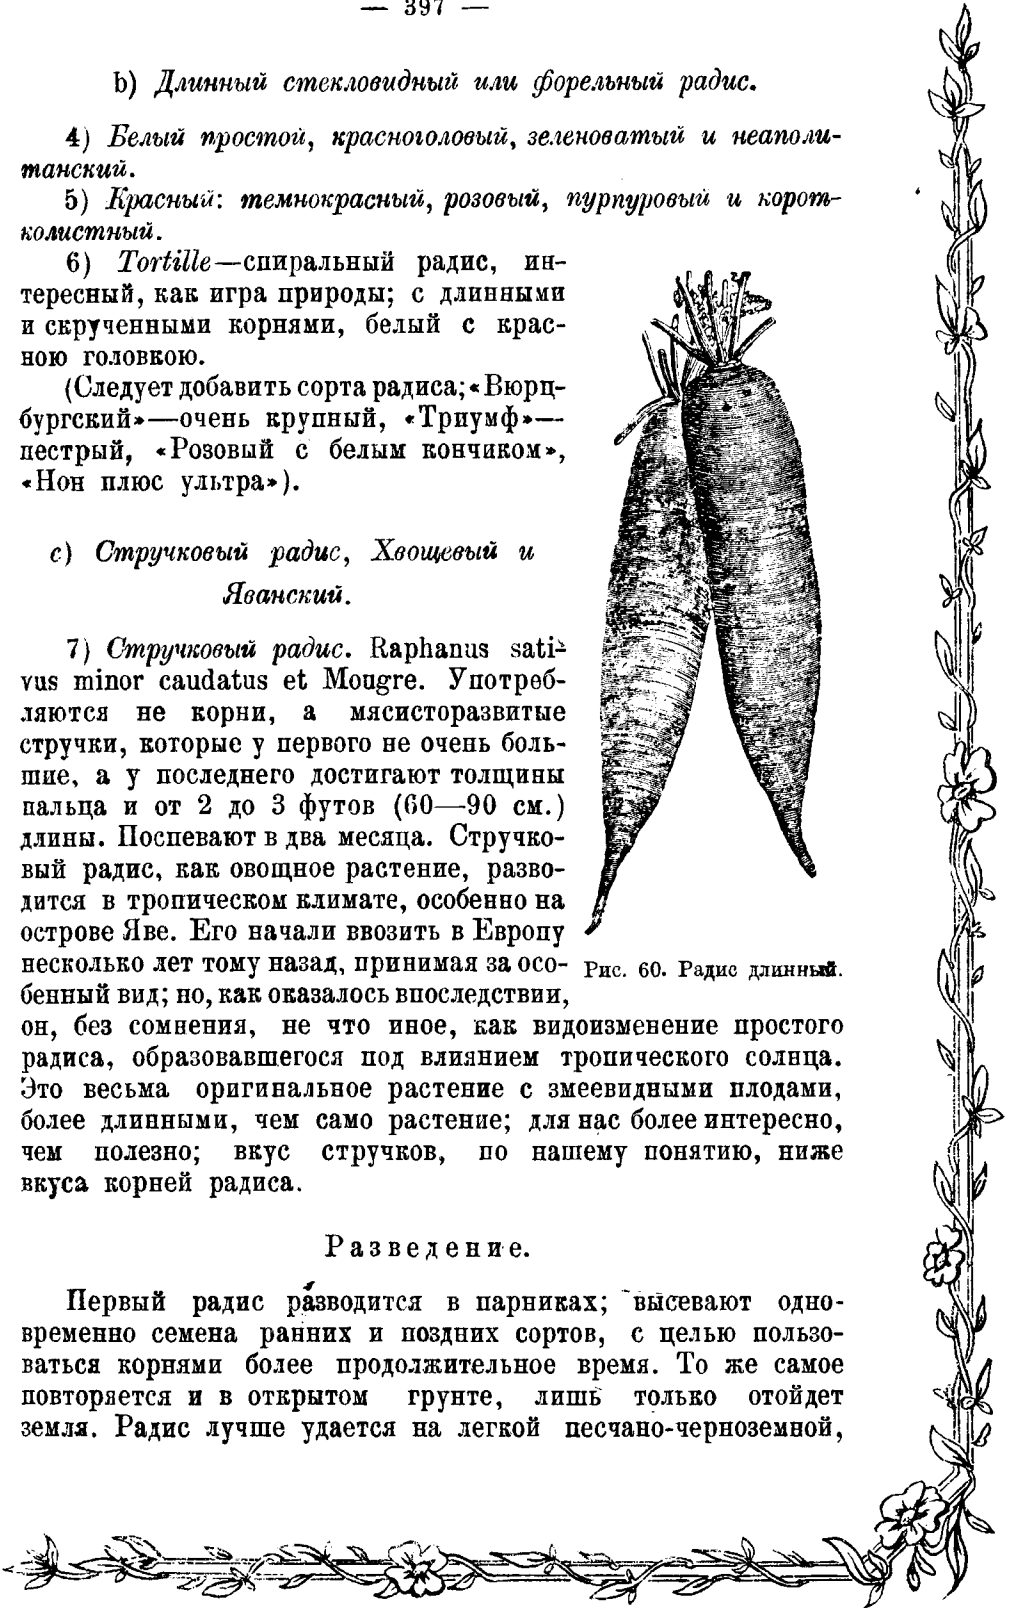 — 397 —
b) Длинный стекловидный или форельный радис.
4) Белый простой, красноголовый, зеленоватый и неаполи-
танский.
5) Красный: темнокрасный, розовый, пурпуровый и корот-
колистный.
6) Tortille—спиральный радис, ин-
тересный, как игра природы; с длинными
и скрученными корнями, белый с крас-
ною головкою.
(Следует добавить сорта радиса; «Вюрц-
бургский»—очень крупный, «Триумф»—
пестрый, «Розовый с белым кончиком»,
«Нон плюс ультра»).
c) Стручковый радис, Хвощевый и
Яванский.
7) Стручковый радис. Raphanus sati-
vus minor caudatus et Mougre. Употреб-
ляются не корни, а мясисторазвитые
стручки, которые у первого не очень боль-
шие, а у последнего достигают толщины
пальца и от 2 до 3 футов (60—90 см.)
длины. Поспевают в два месяца. Стручко-
вый радис, как овощное растение, разво-
дится в тропическом климате, особенно на
острове Яве. Его начали ввозить в Европу
несколько лет тому назад, принимая за осо-
бенный вид; но, как оказалось впоследствии,
он, без сомнения, не что иное, как видоизменение простого
радиса, образовавшегося под влиянием тропического солнца.
Это весьма оригинальное растение с змеевидными плодами,
более длинными, чем само растение; для нас более интересно,
чем полезно; вкус стручков, по нашему понятию, ниже
вкуса корней радиса.
Рис. 60. Радис длинный.
Разведение.
Первый радис разводится в парниках; высевают одно-
временно семена ранних и поздних сортов, с целью пользо-
ваться корнями более продолжительное время. То же самое
повторяется и в открытом грунте, лишь только отойдет
земля. Радис лучше удается на легкой песчано-черноземной,